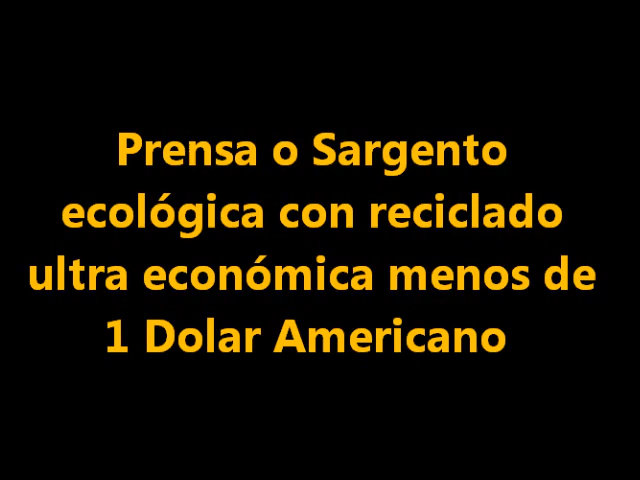 Prensa o Sargento
ecológica con reciclado
ultra económica menos de
1 Dolar Americano